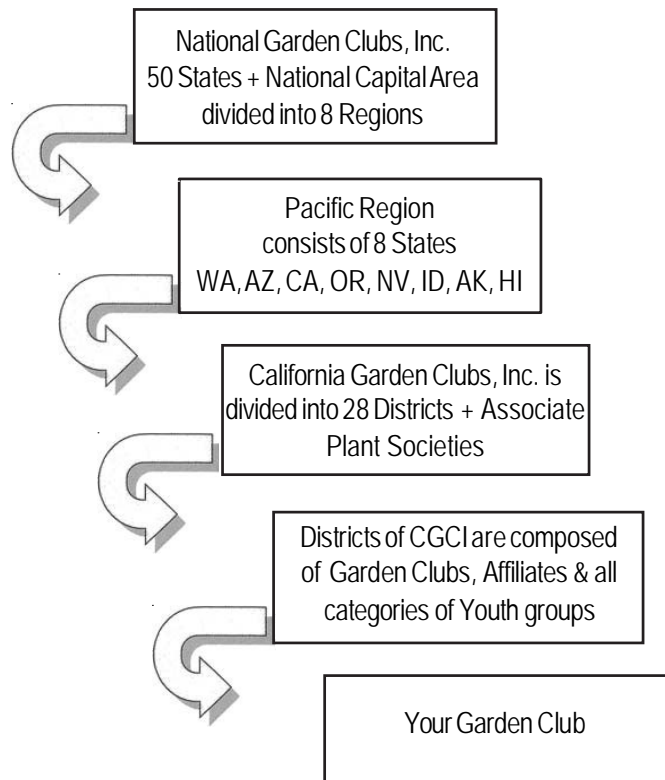 National Garden Clubs, Inc.
50 States + National Capital Area
divided into 8 Regions
Pacific Region
consists of 8 States
WA, AZ, CA, OR, NV, ID, AK, HI
California Garden Clubs, Inc. is
divided into 28 Districts + Associate
Plant Societies
Districts of CGCI are composed
of Garden Clubs, Affiliates & all
categories of Youth groups
Your Garden Club